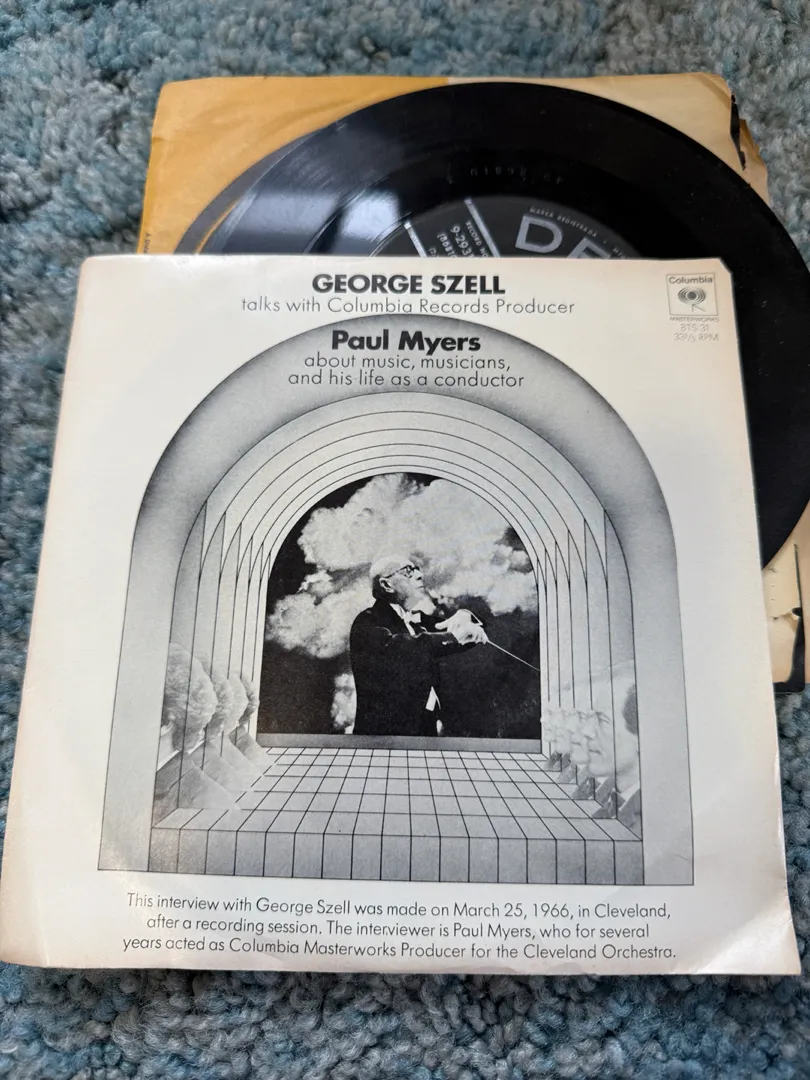 MARCA REGISTRADA
DE
GEORGE SZELL
talks with Columbia Records Producer
Paul Myers
about music, musicians,
and his life as a conductor
Columbia
MASTERWORKS
BTS 31
33⅓ RPM
This interview with George Szell was made on March 25, 1966, in Cleveland,
after a recording session. The interviewer is Paul Myers, who for several
years acted as Columbia Masterworks Producer for the Cleveland Orchestra.